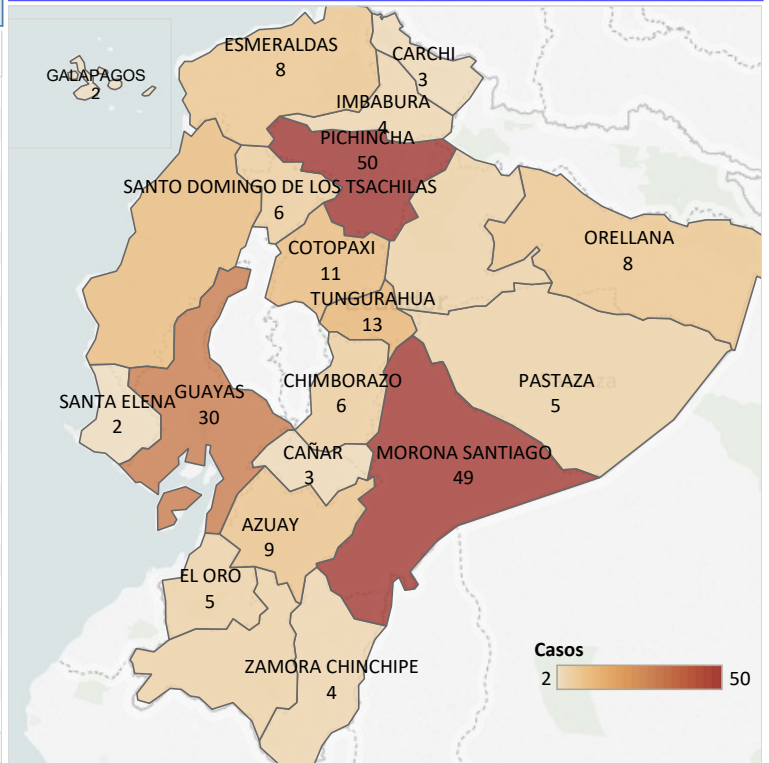 ESMERALDAS
8
CARCHI
3
GALAPAGOS
2
IMBABURA
4
PICHINCHA
50
SANTO DOMINGO DE LOS TSACHILAS
6
ORELLANA
8
COTOPAXI
11
TUNGURAHUA
13
CHIMBORAZO
6
PASTAZA
5
SANTA ELENA
2
GUAYAS
30
CAÑAR
3
MORONA SANTIAGO
49
AZUAY
9
EL ORO
5
ZAMORA CHINCHIPE
4
Casos
2
50